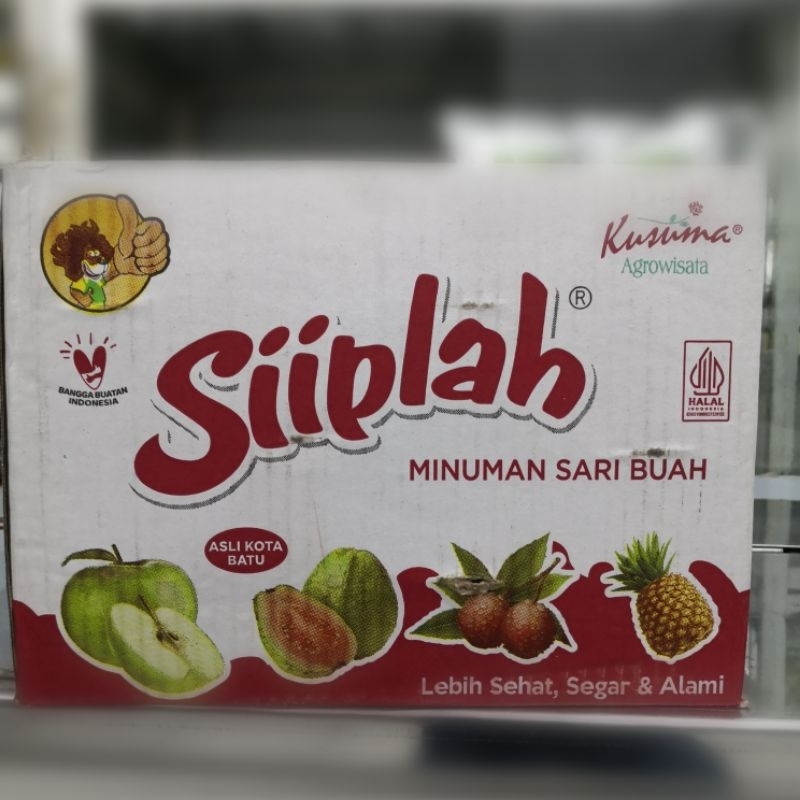 Kusuma®
Agrowisata
Siiplah®
BANGGA BUATAN
INDONESIA
HALAL
INDONESIA
MINUMAN SARI BUAH
ASLI KOTA
BATU
Lebih Sehat, Segar & Alami